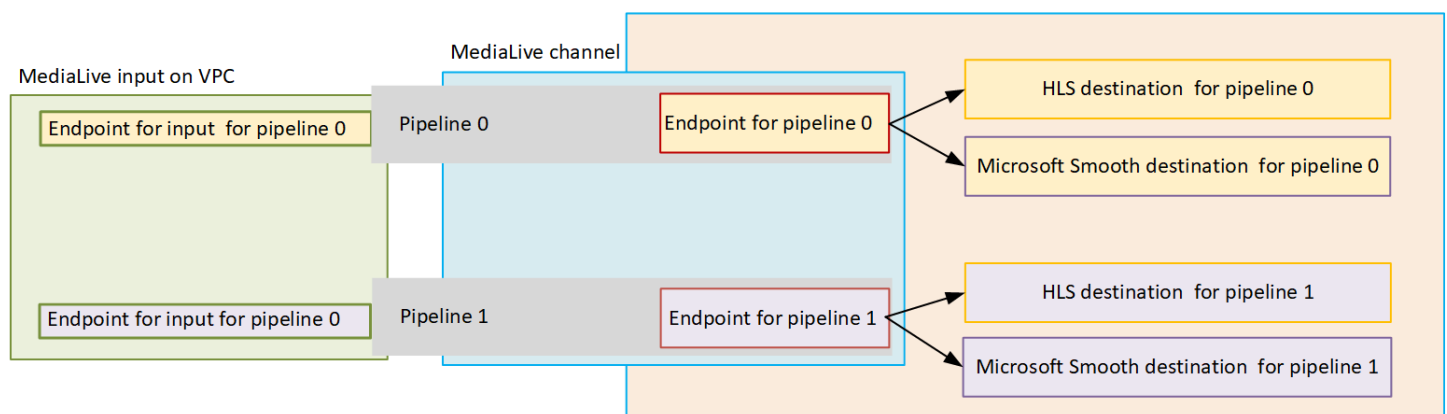 MediaLive channel
MediaLive input on VPC
HLS destination for pipeline 0
Endpoint for input for pipeline 0
Pipeline 0
Endpoint for pipeline 0
Microsoft Smooth destination for pipeline 0
HLS destination for pipeline 1
Endpoint for input for pipeline 0
Pipeline 1
Endpoint for pipeline 1
Microsoft Smooth destination for pipeline 1